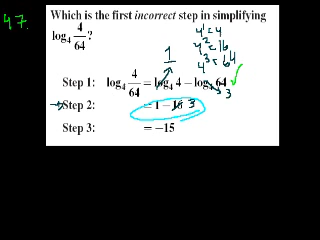 47.
Which is the first incorrect step in simplifying
log₄ 4/64?
4¹ = 4
4² = 16
4³ = 64
1
Step 1: log₄ 4/64 = log₄ 4 − log₄ 64 ✓
3
→ Step 2: = 1 − 16 3
Step 3: = −15